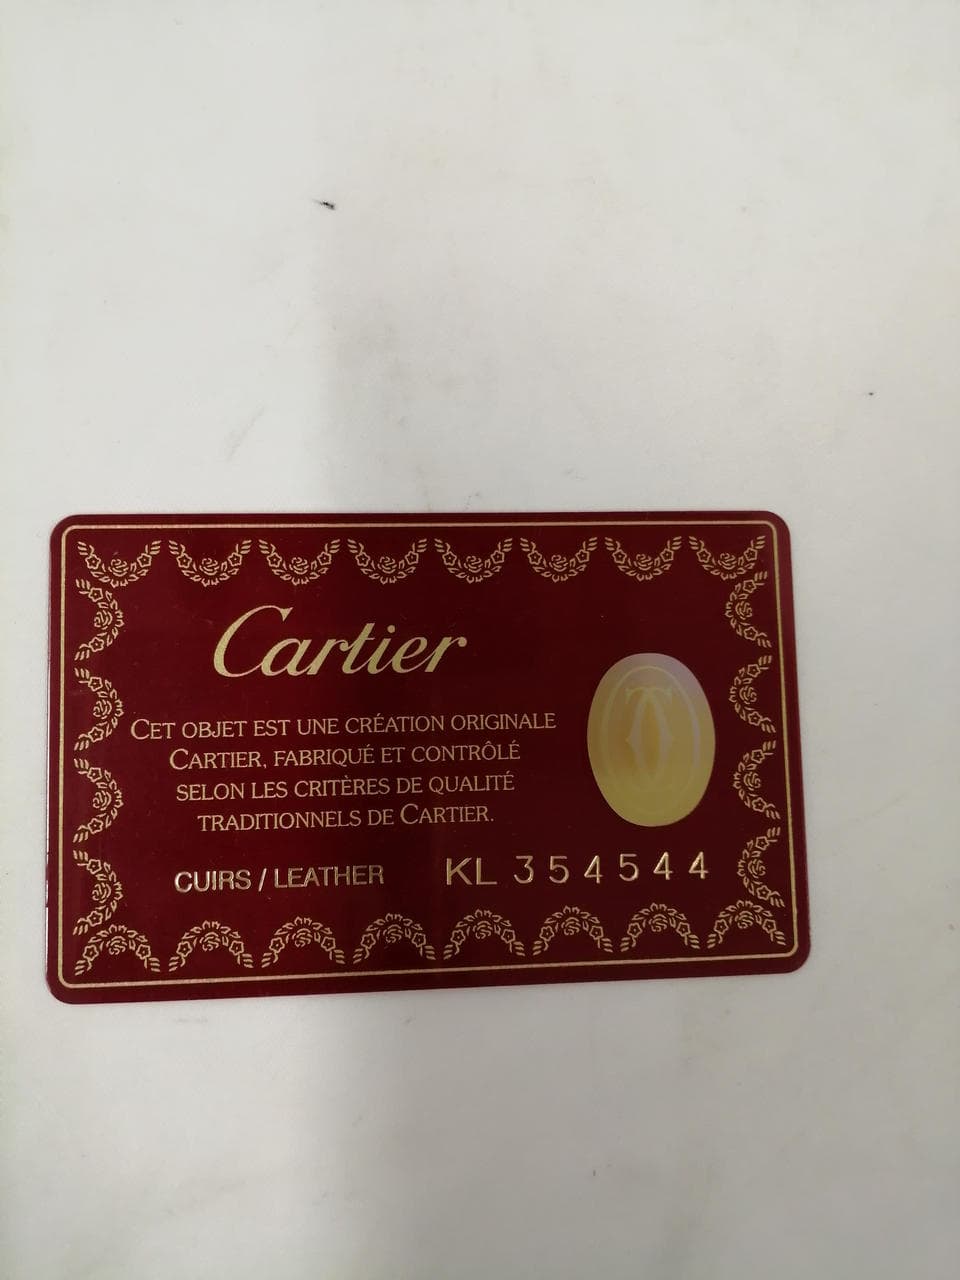 Cartier
CET OBJET EST UNE CRÉATION ORIGINALE
CARTIER, FABRIQUÉ ET CONTRÔLÉ
SELON LES CRITÈRES DE QUALITÉ
TRADITIONNELS DE CARTIER.
CUIRS / LEATHER KL 354544